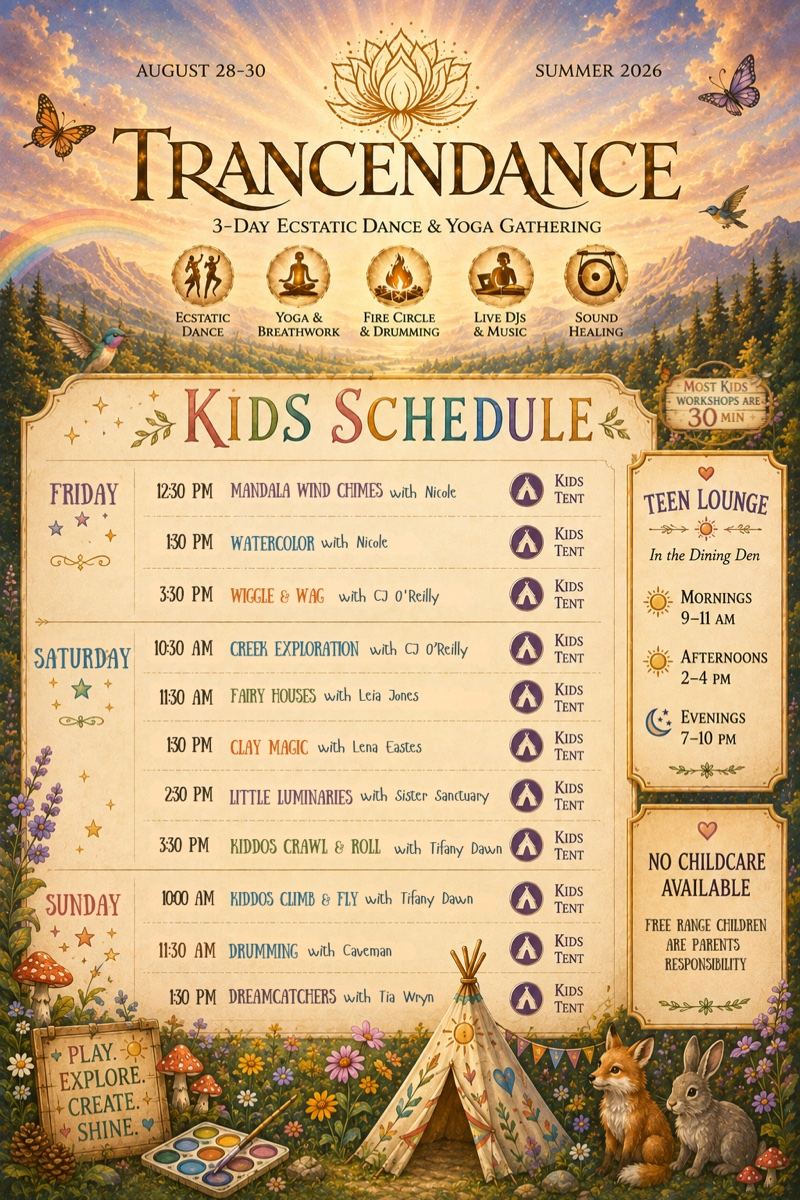 AUGUST 28-30
SUMMER 2026
TRANCENDANCE
3-DAY ECSTATIC DANCE & YOGA GATHERING
ECSTATIC
DANCE
YOGA &
BREATHWORK
FIRE CIRCLE
& DRUMMING
LIVE DJS
& MUSIC
SOUND
HEALING
KIDS SCHEDULE
MOST KIDS
WORKSHOPS ARE
30 MIN
FRIDAY
12:30 PM MANDALA WIND CHIMES with Nicole KIDS TENT
1:30 PM WATERCOLOR with Nicole KIDS TENT
3:30 PM WIGGLE & WAG with CJ O'Reilly KIDS TENT
SATURDAY
10:30 AM CREEK EXPLORATION with CJ O'Reilly KIDS TENT
11:30 AM FAIRY HOUSES with Leia Jones KIDS TENT
1:30 PM CLAY MAGIC with Lena Eastes KIDS TENT
2:30 PM LITTLE LUMINARIES with Sister Sanctuary KIDS TENT
3:30 PM KIDDOS CRAWL & ROLL with Tifany Dawn KIDS TENT
SUNDAY
10:00 AM KIDDOS CLIMB & FLY with Tifany Dawn KIDS TENT
11:30 AM DRUMMING with Caveman KIDS TENT
1:30 PM DREAMCATCHERS with Tia Wryn KIDS TENT
TEEN LOUNGE
In the Dining Den
MORNINGS
9-11 AM
AFTERNOONS
2-4 PM
EVENINGS
7-10 PM
NO CHILDCARE
AVAILABLE
FREE RANGE CHILDREN
ARE PARENTS
RESPONSIBILITY
PLAY.
EXPLORE.
CREATE.
SHINE.